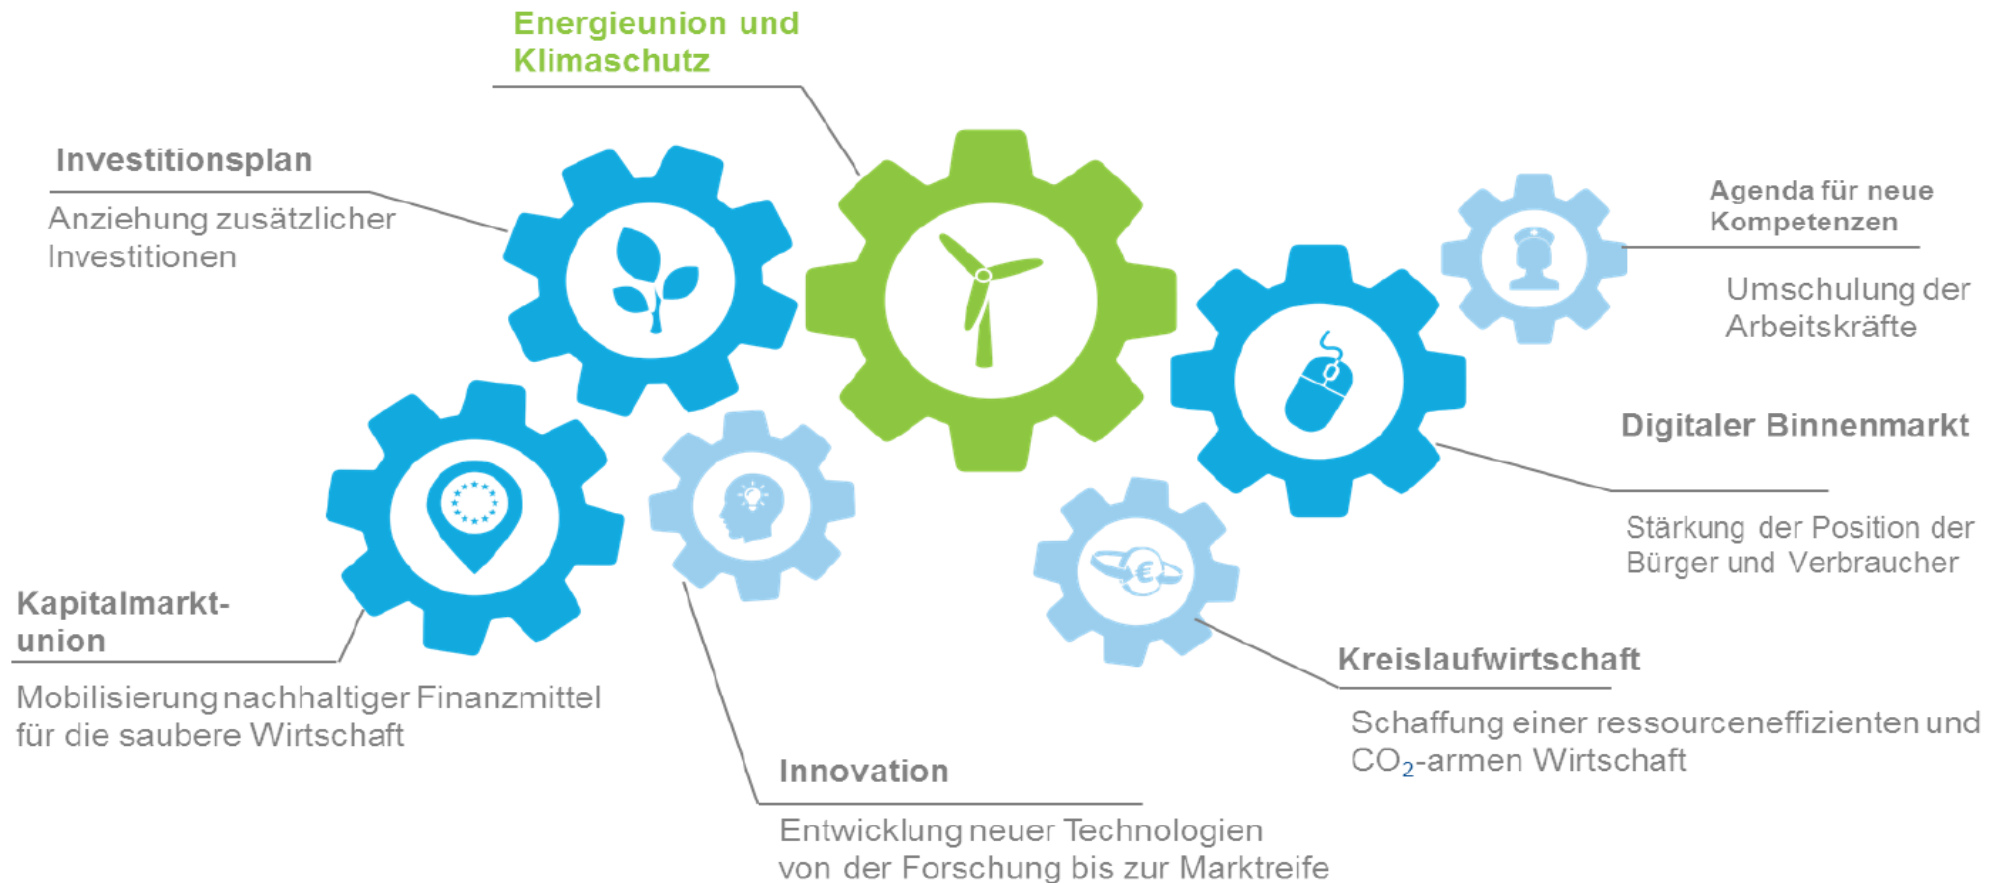 Energieunion und
Klimaschutz
Investitionsplan
Anziehung zusätzlicher
Investitionen
Agenda für neue
Kompetenzen
Umschulung der
Arbeitskräfte
Digitaler Binnenmarkt
Stärkung der Position der
Bürger und Verbraucher
Kapitalmarkt-
union
Mobilisierung nachhaltiger Finanzmittel
für die saubere Wirtschaft
Kreislaufwirtschaft
Schaffung einer ressourceneffizienten und
CO₂-armen Wirtschaft
Innovation
Entwicklung neuer Technologien
von der Forschung bis zur Marktreife
€